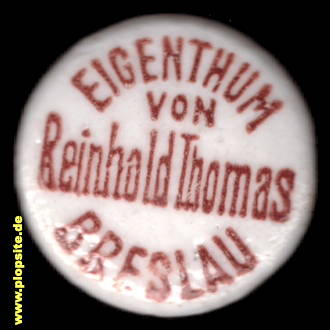 EIGENTHUM
VON
Reinhold Thomas
BRESLAU
www.plopsite.de